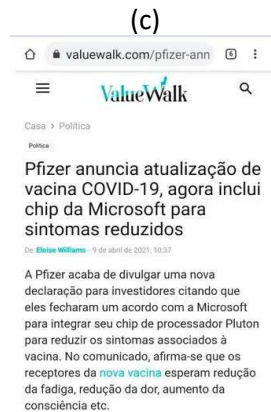 (c)
valuewalk.com/pfizer-ann 6
ValueWalk
Casa > Política
Política
Pfizer anuncia atualização de
vacina COVID-19, agora inclui
chip da Microsoft para
sintomas reduzidos
De Eloise Williams - 9 de abril de 2021, 10.37
A Pfizer acaba de divulgar uma nova
declaração para investidores citando que
eles fecharam um acordo com a Microsoft
para integrar seu chip de processador Pluton
para reduzir os sintomas associados à
vacina. No comunicado, afirma-se que os
receptores da nova vacina esperam redução
da fadiga, redução da dor, aumento da
consciência etc.